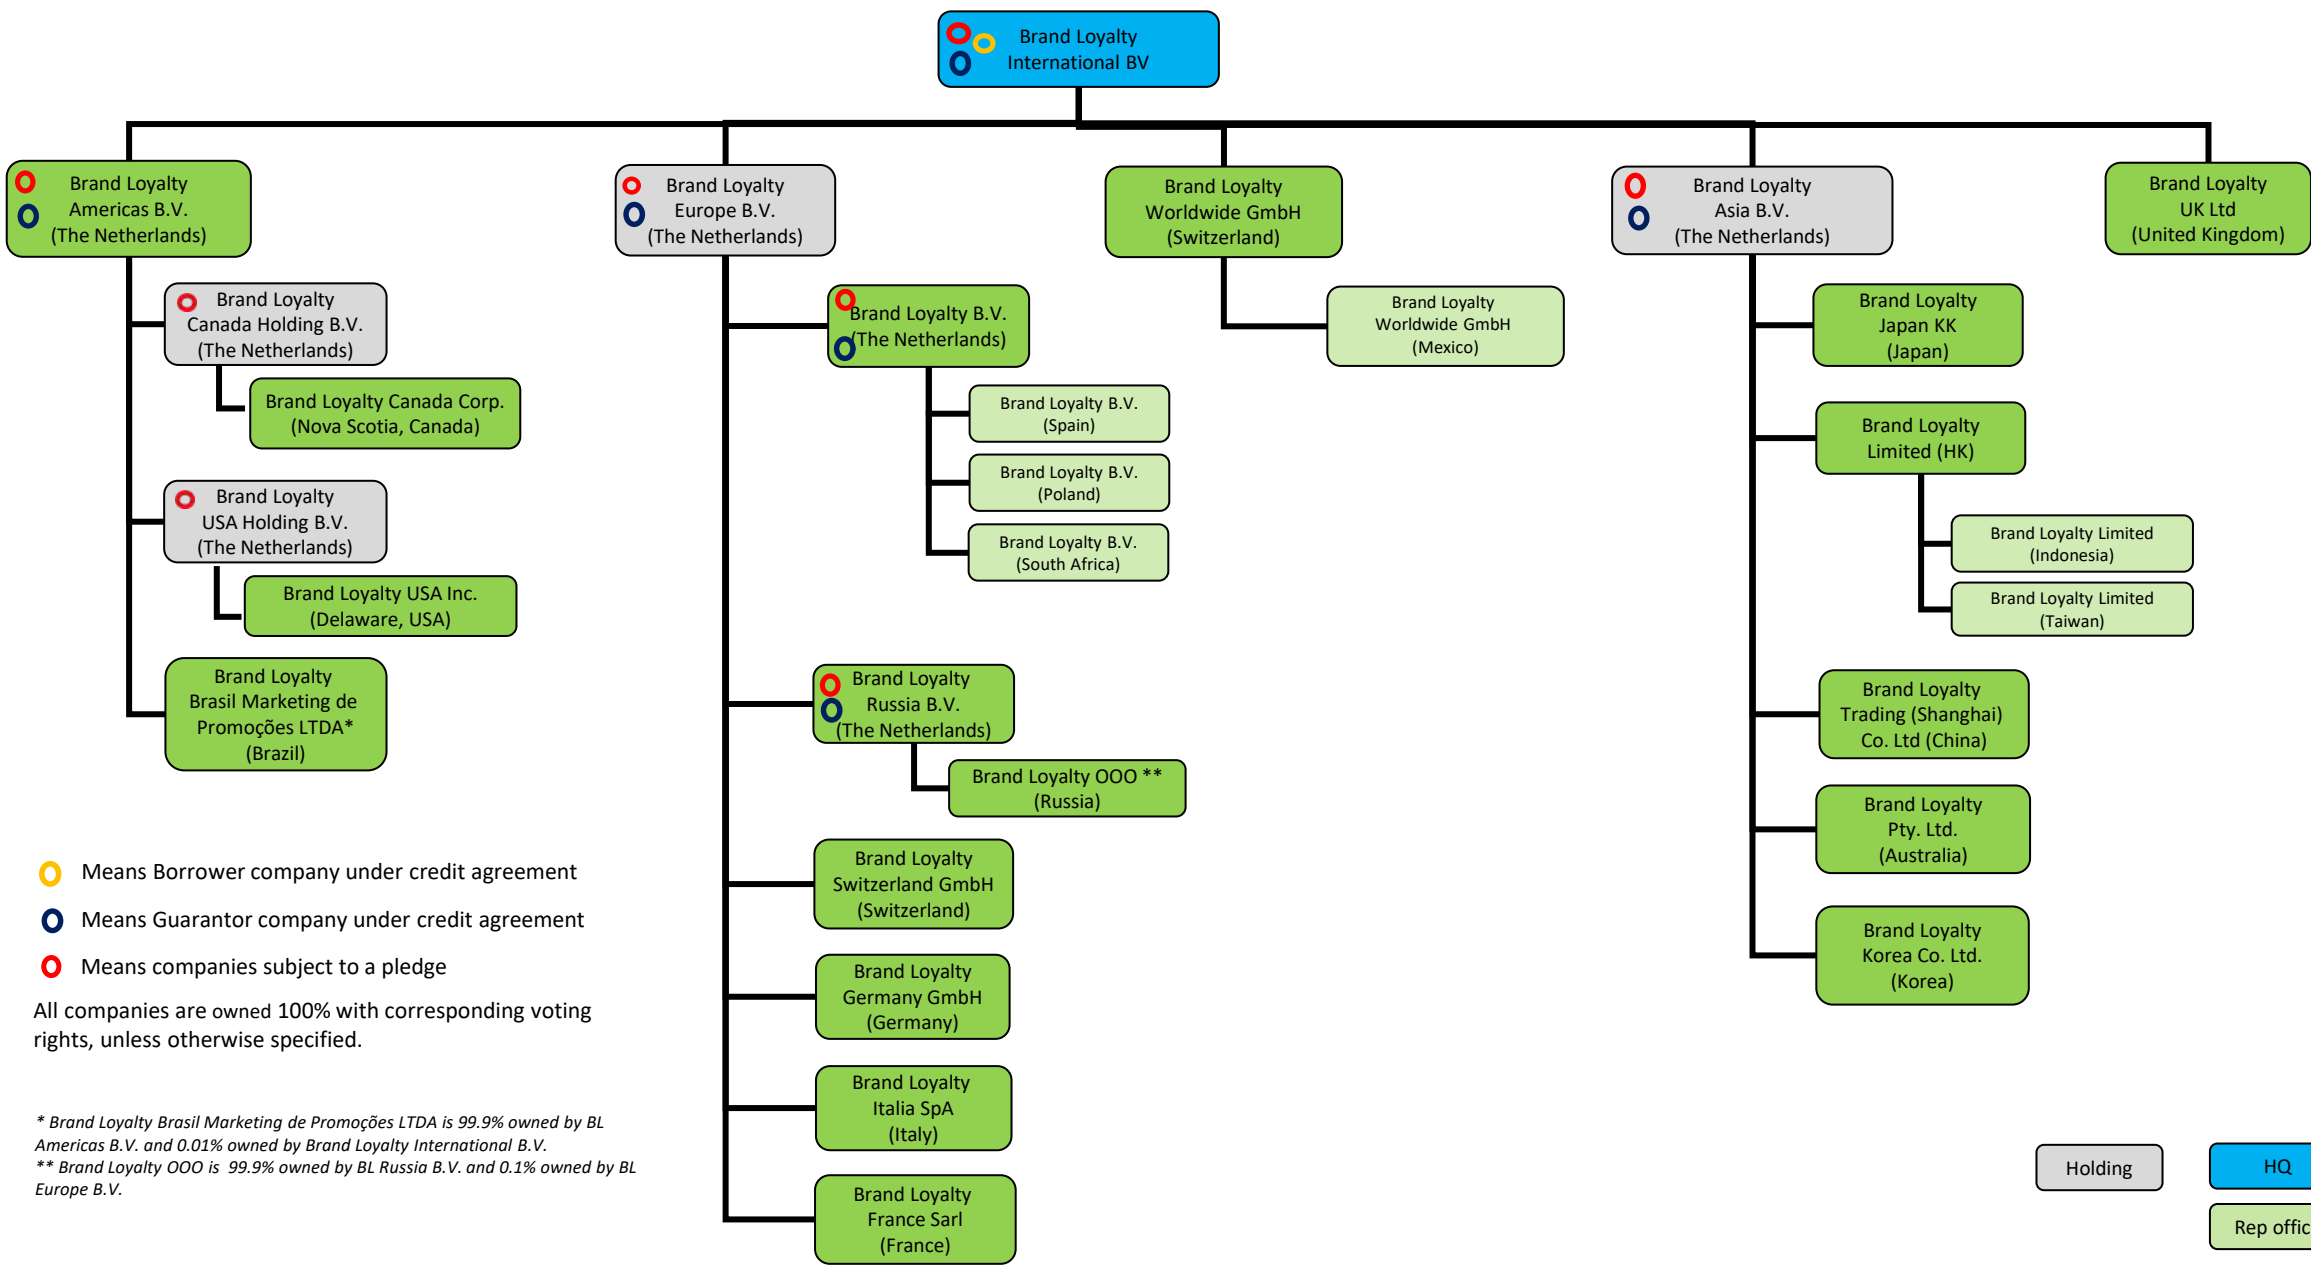 Brand Loyalty
International BV
Brand Loyalty
Americas B.V.
(The Netherlands)
Brand Loyalty
Europe B.V.
(The Netherlands)
Brand Loyalty
Worldwide GmbH
(Switzerland)
Brand Loyalty
Asia B.V.
(The Netherlands)
Brand Loyalty
UK Ltd
(United Kingdom)
Brand Loyalty
Canada Holding B.V.
(The Netherlands)
Brand Loyalty Canada Corp.
(Nova Scotia, Canada)
Brand Loyalty
USA Holding B.V.
(The Netherlands)
Brand Loyalty USA Inc.
(Delaware, USA)
Brand Loyalty
Brasil Marketing de
Promoções LTDA*
(Brazil)
Brand Loyalty B.V.
(The Netherlands)
Brand Loyalty B.V.
(Spain)
Brand Loyalty B.V.
(Poland)
Brand Loyalty B.V.
(South Africa)
Brand Loyalty
Russia B.V.
(The Netherlands)
Brand Loyalty OOO **
(Russia)
Brand Loyalty
Switzerland GmbH
(Switzerland)
Brand Loyalty
Germany GmbH
(Germany)
Brand Loyalty
Italia SpA
(Italy)
Brand Loyalty
France Sarl
(France)
Brand Loyalty
Worldwide GmbH
(Mexico)
Brand Loyalty
Japan KK
(Japan)
Brand Loyalty
Limited (HK)
Brand Loyalty Limited
(Indonesia)
Brand Loyalty Limited
(Taiwan)
Brand Loyalty
Trading (Shanghai)
Co. Ltd (China)
Brand Loyalty
Pty. Ltd.
(Australia)
Brand Loyalty
Korea Co. Ltd.
(Korea)
Means Borrower company under credit agreement
Means Guarantor company under credit agreement
Means companies subject to a pledge
All companies are owned 100% with corresponding voting
rights, unless otherwise specified.
* Brand Loyalty Brasil Marketing de Promoções LTDA is 99.9% owned by BL
Americas B.V. and 0.01% owned by Brand Loyalty International B.V.
** Brand Loyalty OOO is 99.9% owned by BL Russia B.V. and 0.1% owned by BL
Europe B.V.
Holding
HQ
Rep offic